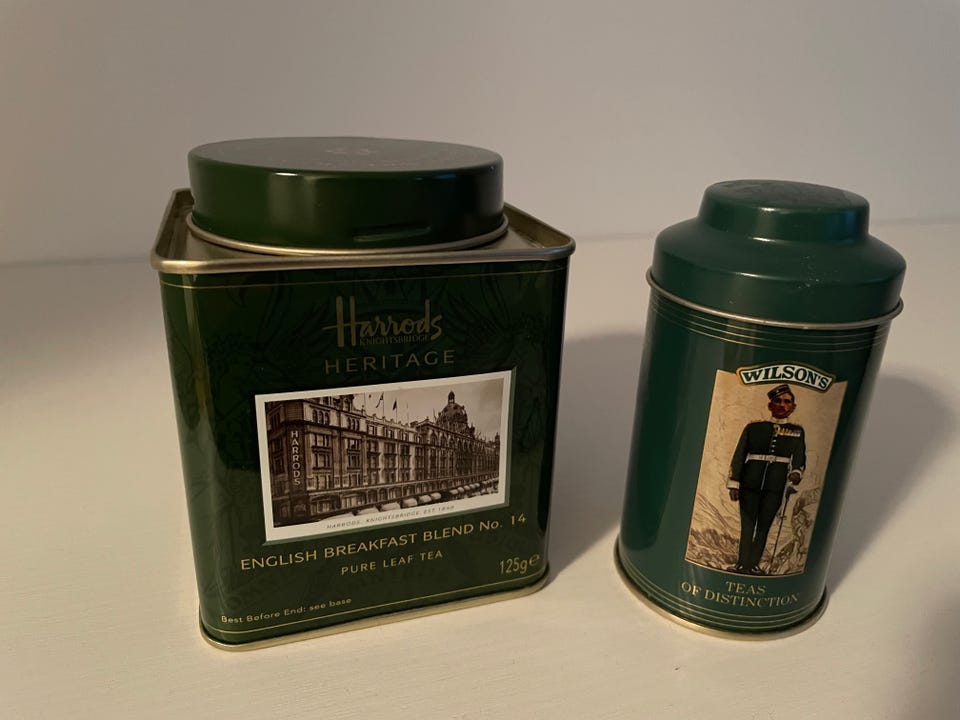 Harrods
KNIGHTSBRIDGE
HERITAGE
HARRODS
HARRODS, KNIGHTSBRIDGE, EST 1849
ENGLISH BREAKFAST BLEND No. 14
PURE LEAF TEA
125g℮
Best Before End: see base
WILSON'S
TEAS
OF DISTINCTION